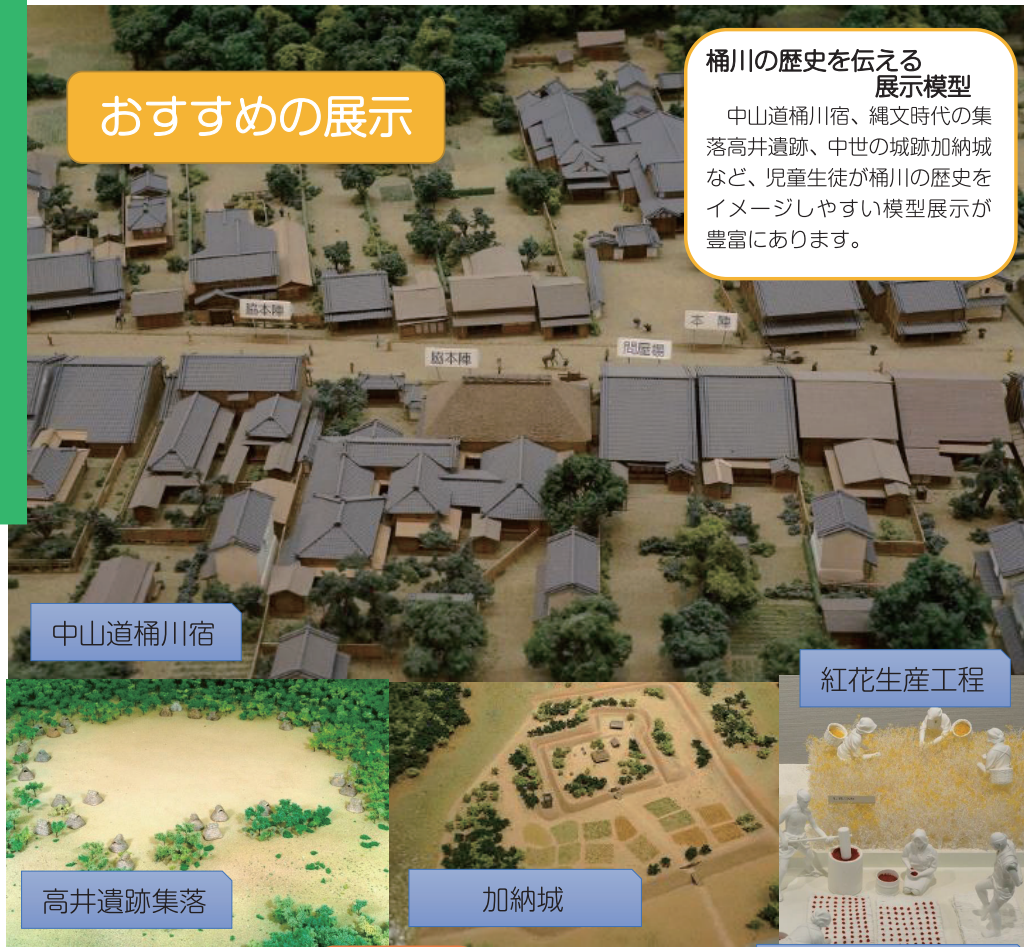 おすすめの展示
桶川の歴史を伝える
展示模型
中山道桶川宿、縄文時代の集
落高井遺跡、中世の城跡加納城
など、児童生徒が桶川の歴史を
イメージしやすい模型展示が
豊富にあります。
脇本陣
本陣
問屋場
脇本陣
中山道桶川宿
紅花生産工程
高井遺跡集落
加納城